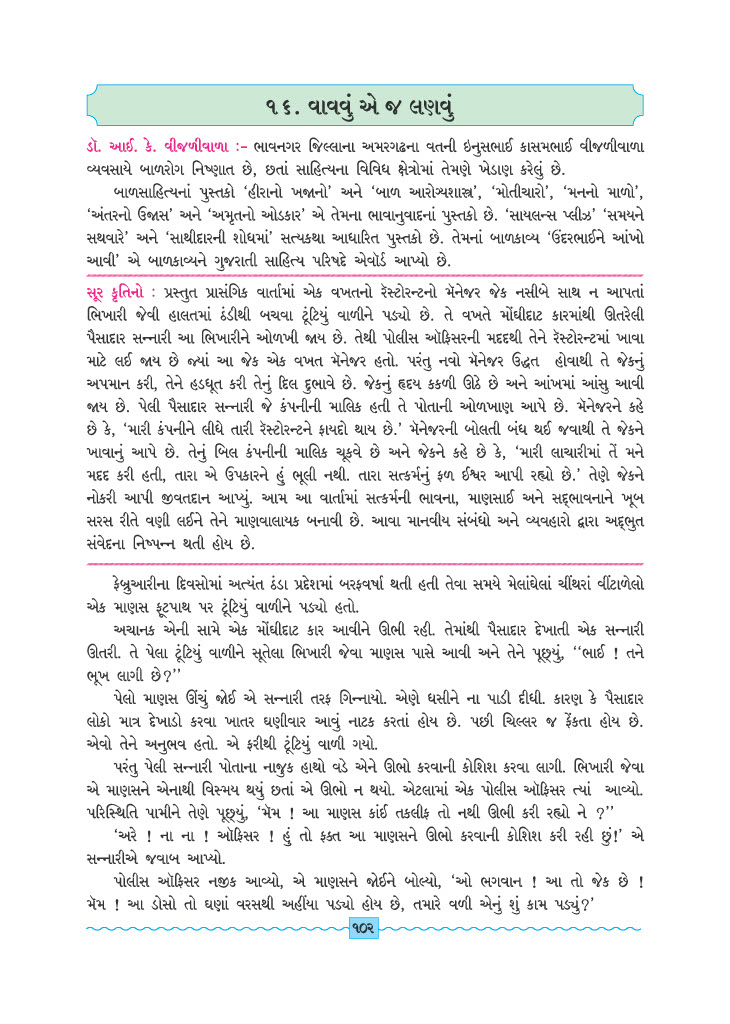 ૧૬. વાવવું એ જ લણવું
ડૉ. આઈ. કે. વીજળીવાળા :- ભાવનગર જિલ્લાના અમરગઢના વતની ઇનુસભાઈ કાસમભાઈ વીજળીવાળા
વ્યવસાયે બાળરોગ નિષ્ણાત છે, છતાં સાહિત્યના વિવિધ ક્ષેત્રોમાં તેમણે ખેડાણ કરેલું છે.
બાળસાહિત્યનાં પુસ્તકો ‘હીરાનો ખજાનો’ અને ‘બાળ આરોગ્યશાસ્ત્ર’, ‘મોતીચારો’, ‘મનનો માળો’,
‘અંતરનો ઉજાસ’ અને ‘અમૃતનો ઓડકાર’ એ તેમના ભાવાનુવાદનાં પુસ્તકો છે. ‘સાયલન્સ પ્લીઝ’ ‘સમયને
સથવારે’ અને ‘સાથીદારની શોધમાં’ સત્યકથા આધારિત પુસ્તકો છે. તેમનાં બાળકાવ્ય ‘ઉંદરભાઈને આંખો
આવી’ એ બાળકાવ્યને ગુજરાતી સાહિત્ય પરિષદે એવૉર્ડ આપ્યો છે.
સૂર કૃતિનો : પ્રસ્તુત પ્રાસંગિક વાર્તામાં એક વખતનો રૅસ્ટોરન્ટનો મૅનેજર જેક નસીબે સાથ ન આપતાં
ભિખારી જેવી હાલતમાં ઠંડીથી બચવા ટૂંટિયું વાળીને પડ્યો છે. તે વખતે મોંઘીદાટ કારમાંથી ઊતરેલી
પૈસાદાર સન્નારી આ ભિખારીને ઓળખી જાય છે. તેથી પોલીસ ઑફિસરની મદદથી તેને રૅસ્ટોરન્ટમાં ખાવા
માટે લઈ જાય છે જ્યાં આ જેક એક વખત મૅનેજર હતો. પરંતુ નવો મૅનેજર ઉદ્ધત હોવાથી તે જેકનું
અપમાન કરી, તેને હડધૂત કરી તેનું દિલ દુભાવે છે. જેકનું હૃદય કકળી ઊઠે છે અને આંખમાં આંસુ આવી
જાય છે. પેલી પૈસાદાર સન્નારી જે કંપનીની માલિક હતી તે પોતાની ઓળખાણ આપે છે. મૅનેજરને કહે
છે કે, ‘મારી કંપનીને લીધે તારી રૅસ્ટોરન્ટને ફાયદો થાય છે.’ મૅનેજરની બોલતી બંધ થઈ જવાથી તે જેકને
ખાવાનું આપે છે. તેનું બિલ કંપનીની માલિક ચૂકવે છે અને જેકને કહે છે કે, ‘મારી લાચારીમાં તેં મને
મદદ કરી હતી, તારા એ ઉપકારને હું ભૂલી નથી. તારા સત્કર્મનું ફળ ઈશ્વર આપી રહ્યો છે.’ તેણે જેકને
નોકરી આપી જીવતદાન આપ્યું. આમ આ વાર્તામાં સત્કર્મની ભાવના, માણસાઈ અને સદ્‌ભાવનાને ખૂબ
સરસ રીતે વણી લઈને તેને માણવાલાયક બનાવી છે. આવા માનવીય સંબંધો અને વ્યવહારો દ્વારા અદ્‌ભુત
સંવેદના નિષ્પન્ન થતી હોય છે.
ફેબ્રુઆરીના દિવસોમાં અત્યંત ઠંડા પ્રદેશમાં બરફવર્ષા થતી હતી તેવા સમયે મેલાંઘેલાં ચીંથરાં વીંટાળેલો
એક માણસ ફૂટપાથ પર ટૂંટિયું વાળીને પડ્યો હતો.
અચાનક એની સામે એક મોંઘીદાટ કાર આવીને ઊભી રહી. તેમાંથી પૈસાદાર દેખાતી એક સન્નારી
ઊતરી. તે પેલા ટૂંટિયું વાળીને સૂતેલા ભિખારી જેવા માણસ પાસે આવી અને તેને પૂછ્યું, ‘‘ભાઈ ! તને
ભૂખ લાગી છે?’’
પેલો માણસ ઊંચું જોઈ એ સન્નારી તરફ ગિન્નાયો. એણે ઘસીને ના પાડી દીધી. કારણ કે પૈસાદાર
લોકો માત્ર દેખાડો કરવા ખાતર ઘણીવાર આવું નાટક કરતાં હોય છે. પછી ચિલ્લર જ ફેંકતા હોય છે.
એવો તેને અનુભવ હતો. એ ફરીથી ટૂંટિયું વાળી ગયો.
પરંતુ પેલી સન્નારી પોતાના નાજુક હાથો વડે એને ઊભો કરવાની કોશિશ કરવા લાગી. ભિખારી જેવા
એ માણસને એનાથી વિસ્મય થયું છતાં એ ઊભો ન થયો. એટલામાં એક પોલીસ ઑફિસર ત્યાં આવ્યો.
પરિસ્થિતિ પામીને તેણે પૂછ્યું, ‘મૅમ ! આ માણસ કાંઈ તકલીફ તો નથી ઊભી કરી રહ્યો ને ?’’
‘અરે ! ના ના ! ઑફિસર ! હું તો ફક્ત આ માણસને ઊભો કરવાની કોશિશ કરી રહી છું!’ એ
સન્નારીએ જવાબ આપ્યો.
પોલીસ ઑફિસર નજીક આવ્યો, એ માણસને જોઈને બોલ્યો, ‘ઓ ભગવાન ! આ તો જેક છે !
મૅમ ! આ ડોસો તો ઘણાં વરસથી અહીંયા પડ્યો હોય છે, તમારે વળી એનું શું કામ પડ્યું?’
૧૦૨